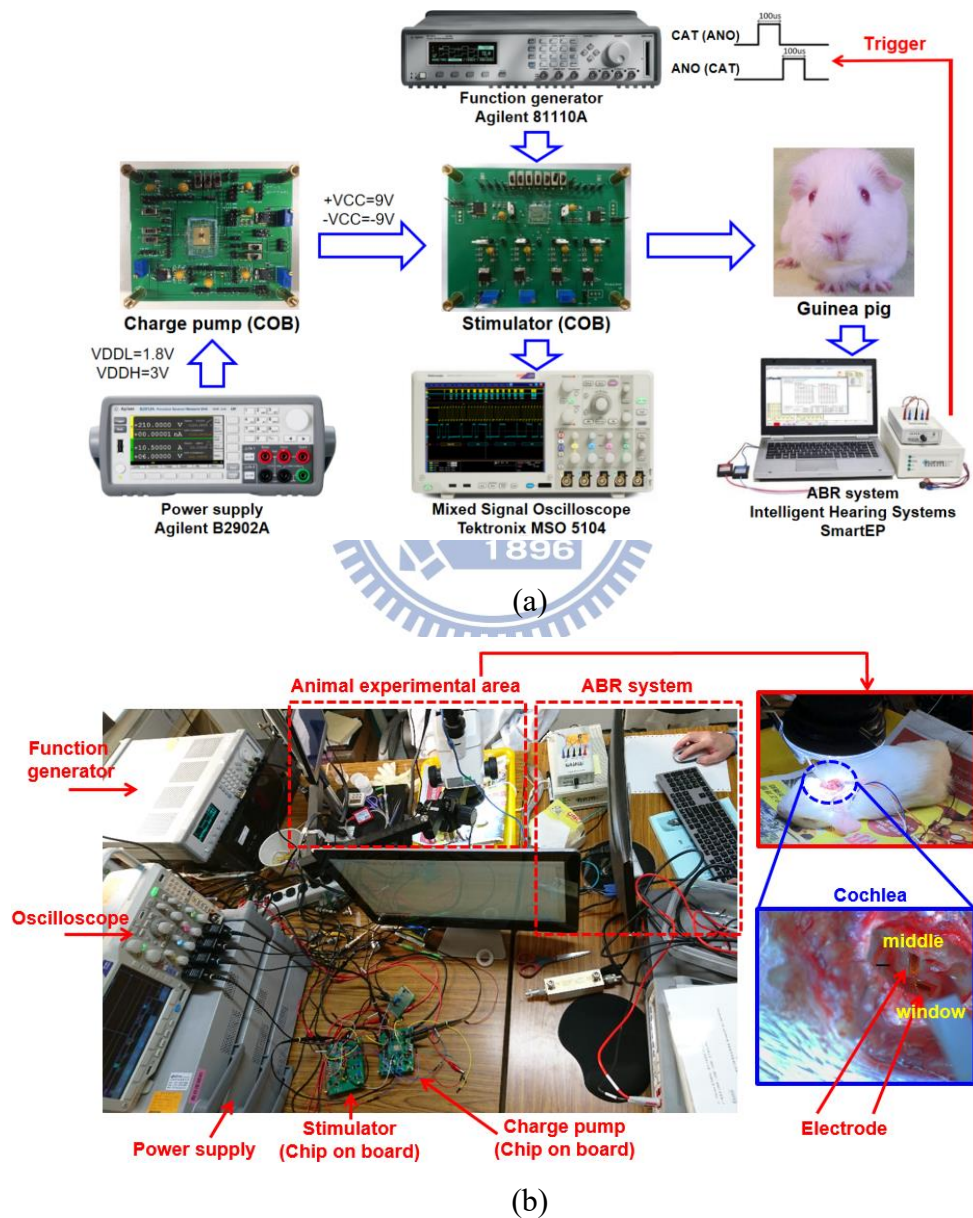 100us
CAT (ANO)
100us
ANO (CAT)
Trigger
Function generator
Agilent 81110A
+VCC=9V
-VCC=-9V
Charge pump (COB)
Stimulator (COB)
Guinea pig
VDDL=1.8V
VDDH=3V
Power supply
Agilent B2902A
Mixed Signal Oscilloscope
Tektronix MSO 5104
ABR system
Intelligent Hearing Systems
SmartEP
1896
(a)
Animal experimental area
ABR system
Function
generator
Oscilloscope
Cochlea
middle
window
Power supply
Stimulator
(Chip on board)
Charge pump
(Chip on board)
Electrode
(b)